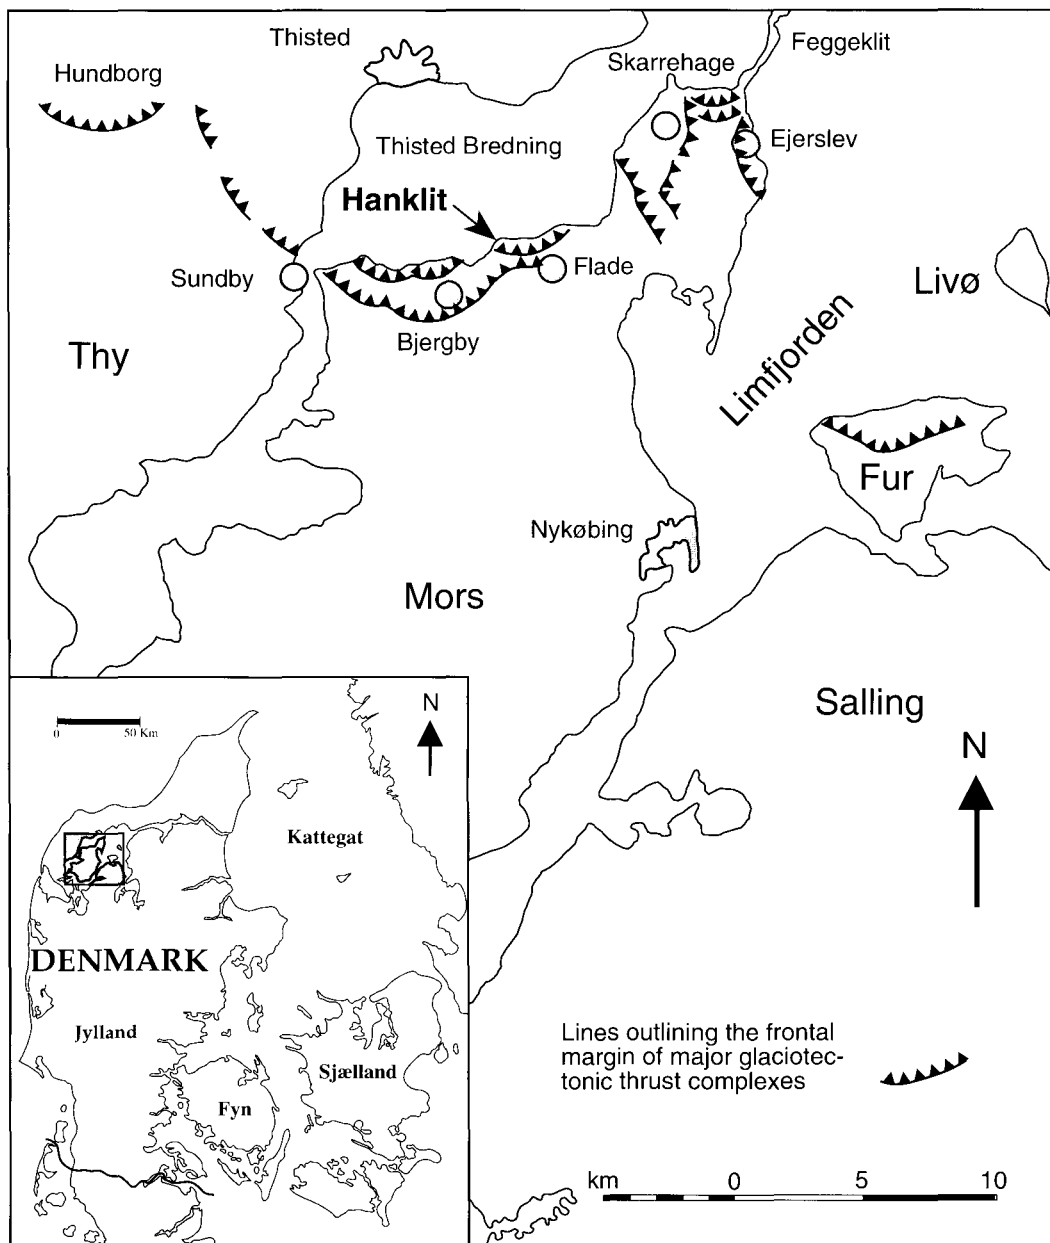 Thisted
Feggeklit
Skarrehage
Hundborg
Thisted Bredning
Ejerslev
Hanklit
Sundby
Flade
Livø
Bjergby
Thy
Limfjorden
Fur
Nykøbing
Mors
Salling
N
N
0 50 Km
Kattegat
DENMARK
Jylland
Sjælland
Fyn
Lines outlining the frontal
margin of major glaciotec-
tonic thrust complexes
km 0 5 10